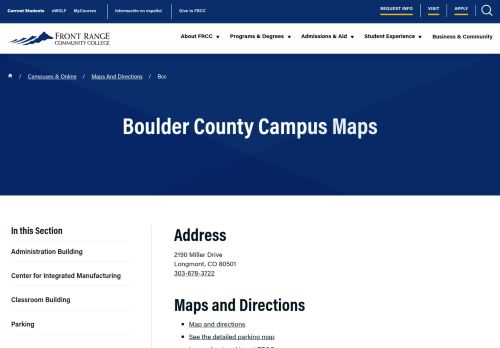 Current Students eWOLF MyCourses Información en español Give to FRCC REQUEST INFO VISIT APPLY
FRONT RANGE
COMMUNITY COLLEGE
About FRCC Programs & Degrees Admissions & Aid Student Experience Business & Community
/ Campuses & Online / Maps And Directions / Bcc
Boulder County Campus Maps
In this Section
Administration Building
Center for Integrated Manufacturing
Classroom Building
Parking
Address
2190 Miller Drive
Longmont, CO 80501
303-678-3722
Maps and Directions
Map and directions
See the detailed parking map